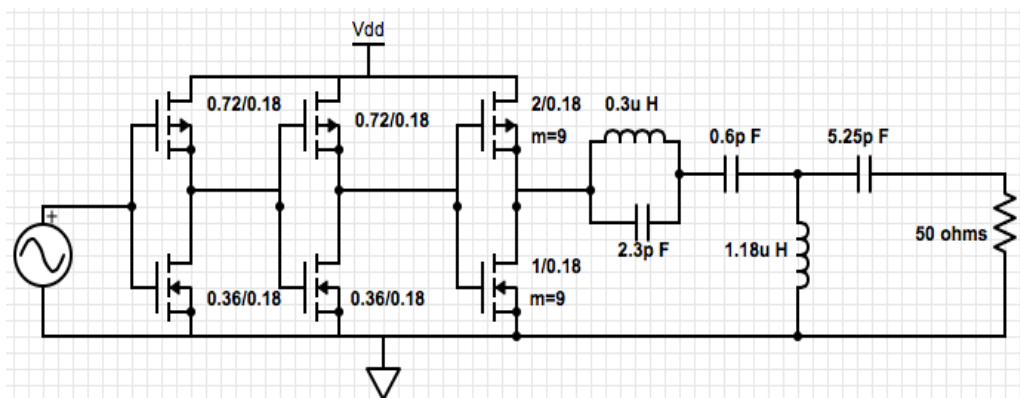 Vdd
0.72/0.18
0.72/0.18
2/0.18
m=9
0.3u H
0.6p F
5.25p F
+
2.3p F
1.18u H
50 ohms
0.36/0.18
0.36/0.18
1/0.18
m=9